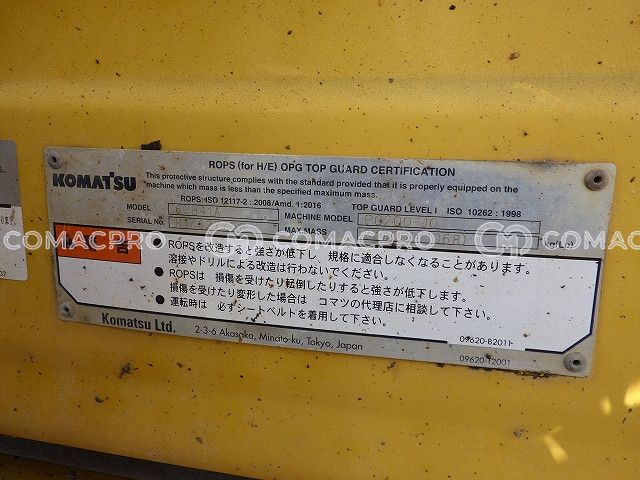 ROPS (for H/E) OPG TOP GUARD CERTIFICATION
KOMATSU
This protective structure complies with the standard provided that it is properly equipped on the
machine which mass is less than the specified maximum mass.
ROPS: ISO 12117-2 : 2008/Amd. 1:2016 TOP GUARD LEVEL I ISO 10262 : 1998
MODEL MACHINE MODEL
SERIAL No. MAX MASS
COMACPRO COMACPRO COMACPRO
警告
● ROPSを改造すると強さが低下し、規格に適合しなくなることがあります。
溶接やドリルによる改造は行わないでください。
● ROPSは 損傷を受けたり転倒したりすると強さが低下します。
損傷を受けたり変形した場合は コマツの代理店に相談して下さい。
● 運転時は 必ずシートベルトを着用して下さい。
Komatsu Ltd. 2-3-6 Akasaka, Minato-ku, Tokyo, Japan
09620-B2011
09620-12001